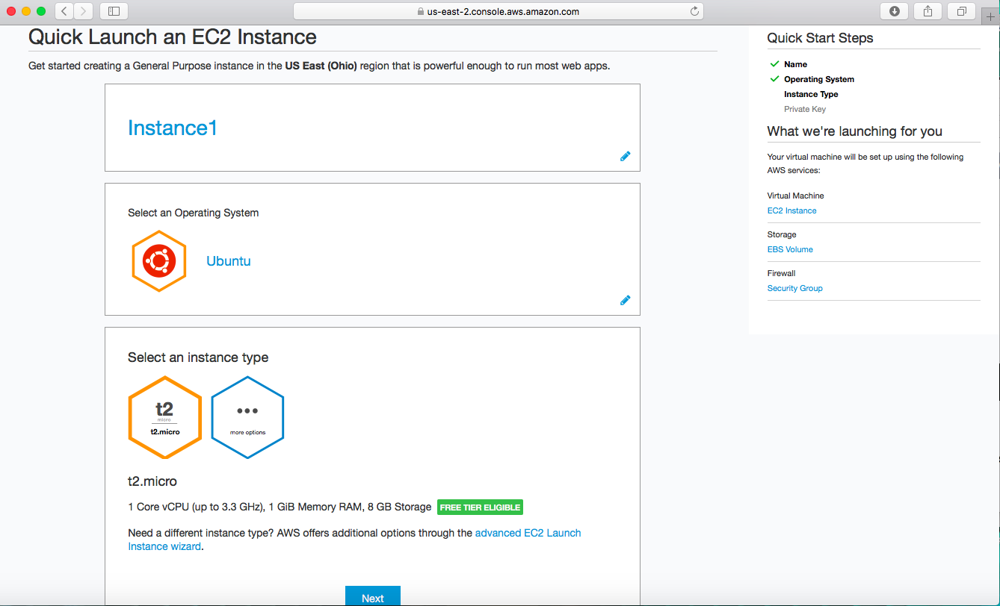 us-east-2.console.aws.amazon.com
Quick Launch an EC2 Instance
Get started creating a General Purpose instance in the US East (Ohio) region that is powerful enough to run most web apps.
Instance1
Select an Operating System
Ubuntu
Select an instance type
t2
micro
t2.micro
•••
more options
t2.micro
1 Core vCPU (up to 3.3 GHz), 1 GiB Memory RAM, 8 GB Storage FREE TIER ELIGIBLE
Need a different instance type? AWS offers additional options through the advanced EC2 Launch
Instance wizard.
Next
Quick Start Steps
Name
Operating System
Instance Type
Private Key
What we're launching for you
Your virtual machine will be set up using the following
AWS services:
Virtual Machine
EC2 Instance
Storage
EBS Volume
Firewall
Security Group